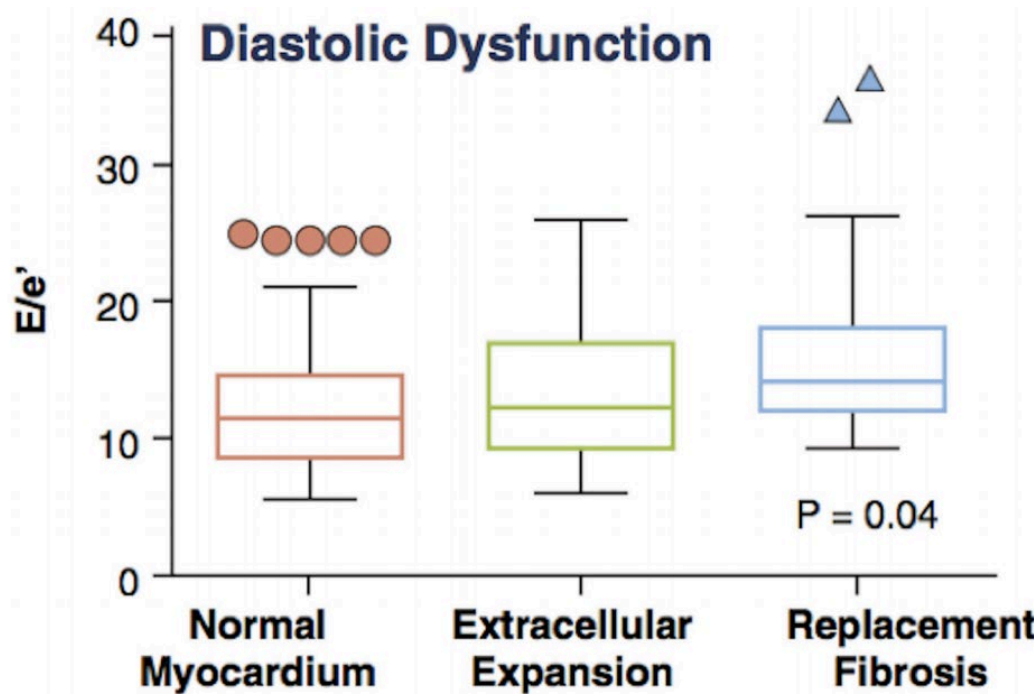 Diastolic Dysfunction
40
30
20
10
0
E/e’
P = 0.04
Normal
Myocardium
Extracellular
Expansion
Replacement
Fibrosis